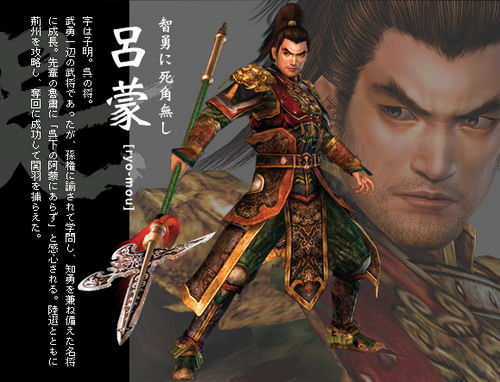 智勇に死角無し
呂蒙
[ryo-mou]
字は子明。呉の将。
武勇一辺の武将であったが、孫権に諭されて学問し、知勇を兼ね備えた名将
に成長。先輩の魯粛に「呉下の阿蒙にあらず」と感心される。陸遜とともに
荊州を攻略し、奪回に成功して関羽を捕らえた。